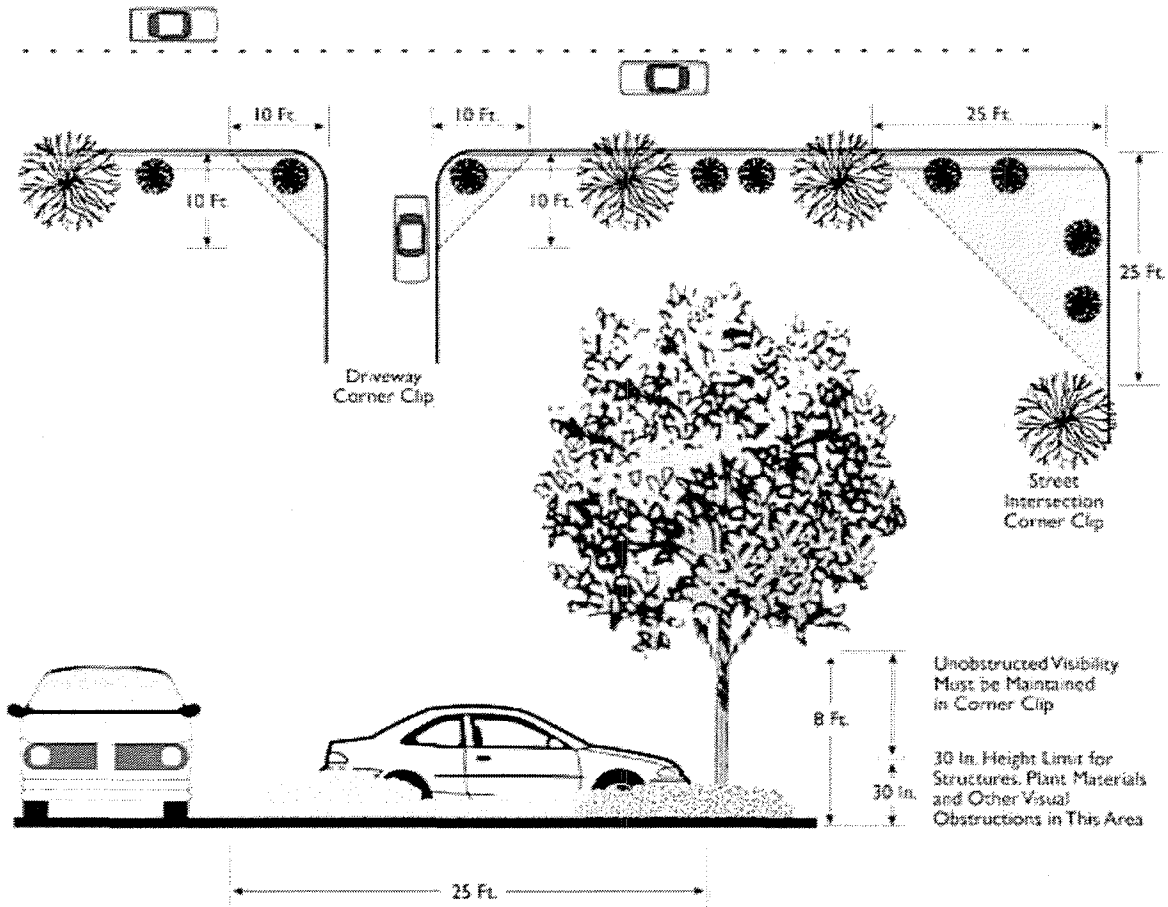 10 Ft.
10 Ft.
25 Ft.
10 Ft.
10 Ft.
25 Ft.
Driveway
Corner Clip
Street
Intersection
Corner Clip
Unobstructed Visibility
Must be Maintained
in Corner Clip
8 Ft.
30 In. Height Limit for
Structures, Plant Materials
and Other Visual
Obstructions in This Area
30 In.
25 Ft.